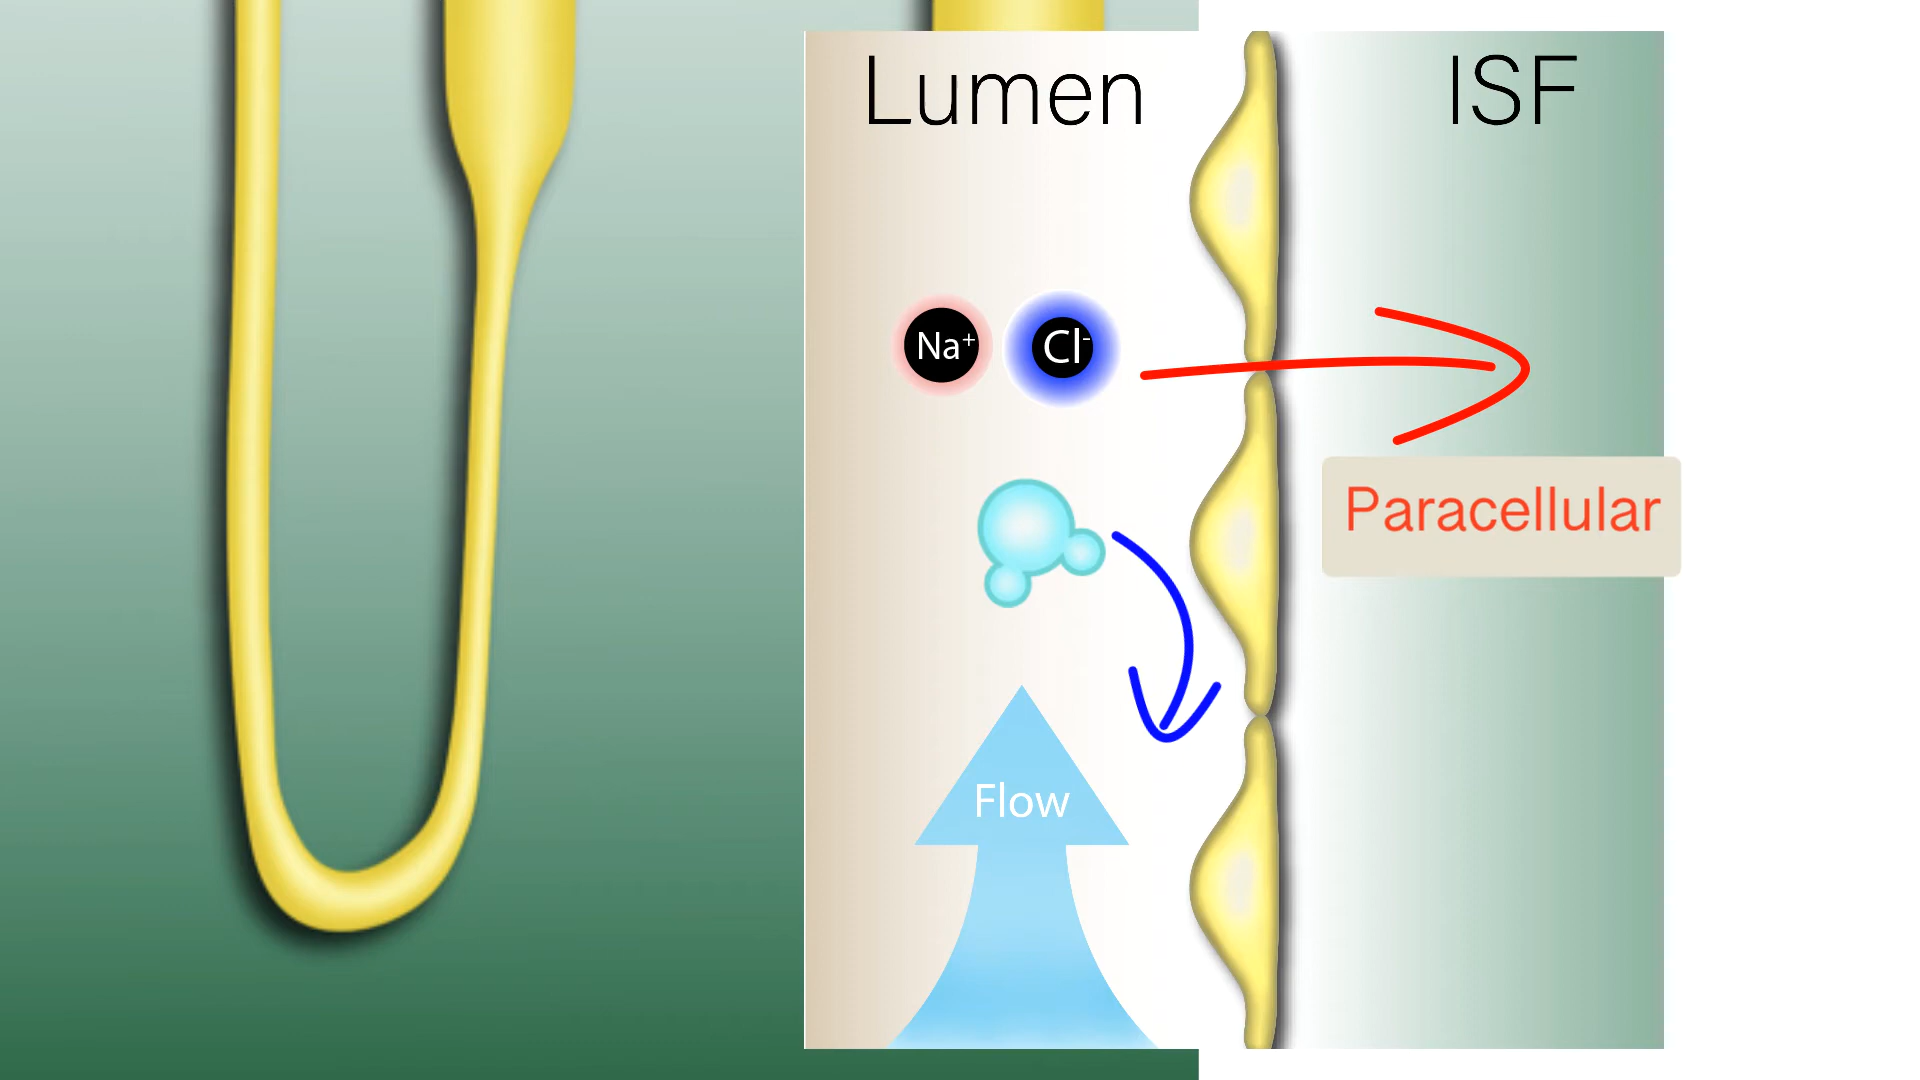 Lumen
ISF
Na⁺
Cl⁻
Paracellular
Flow